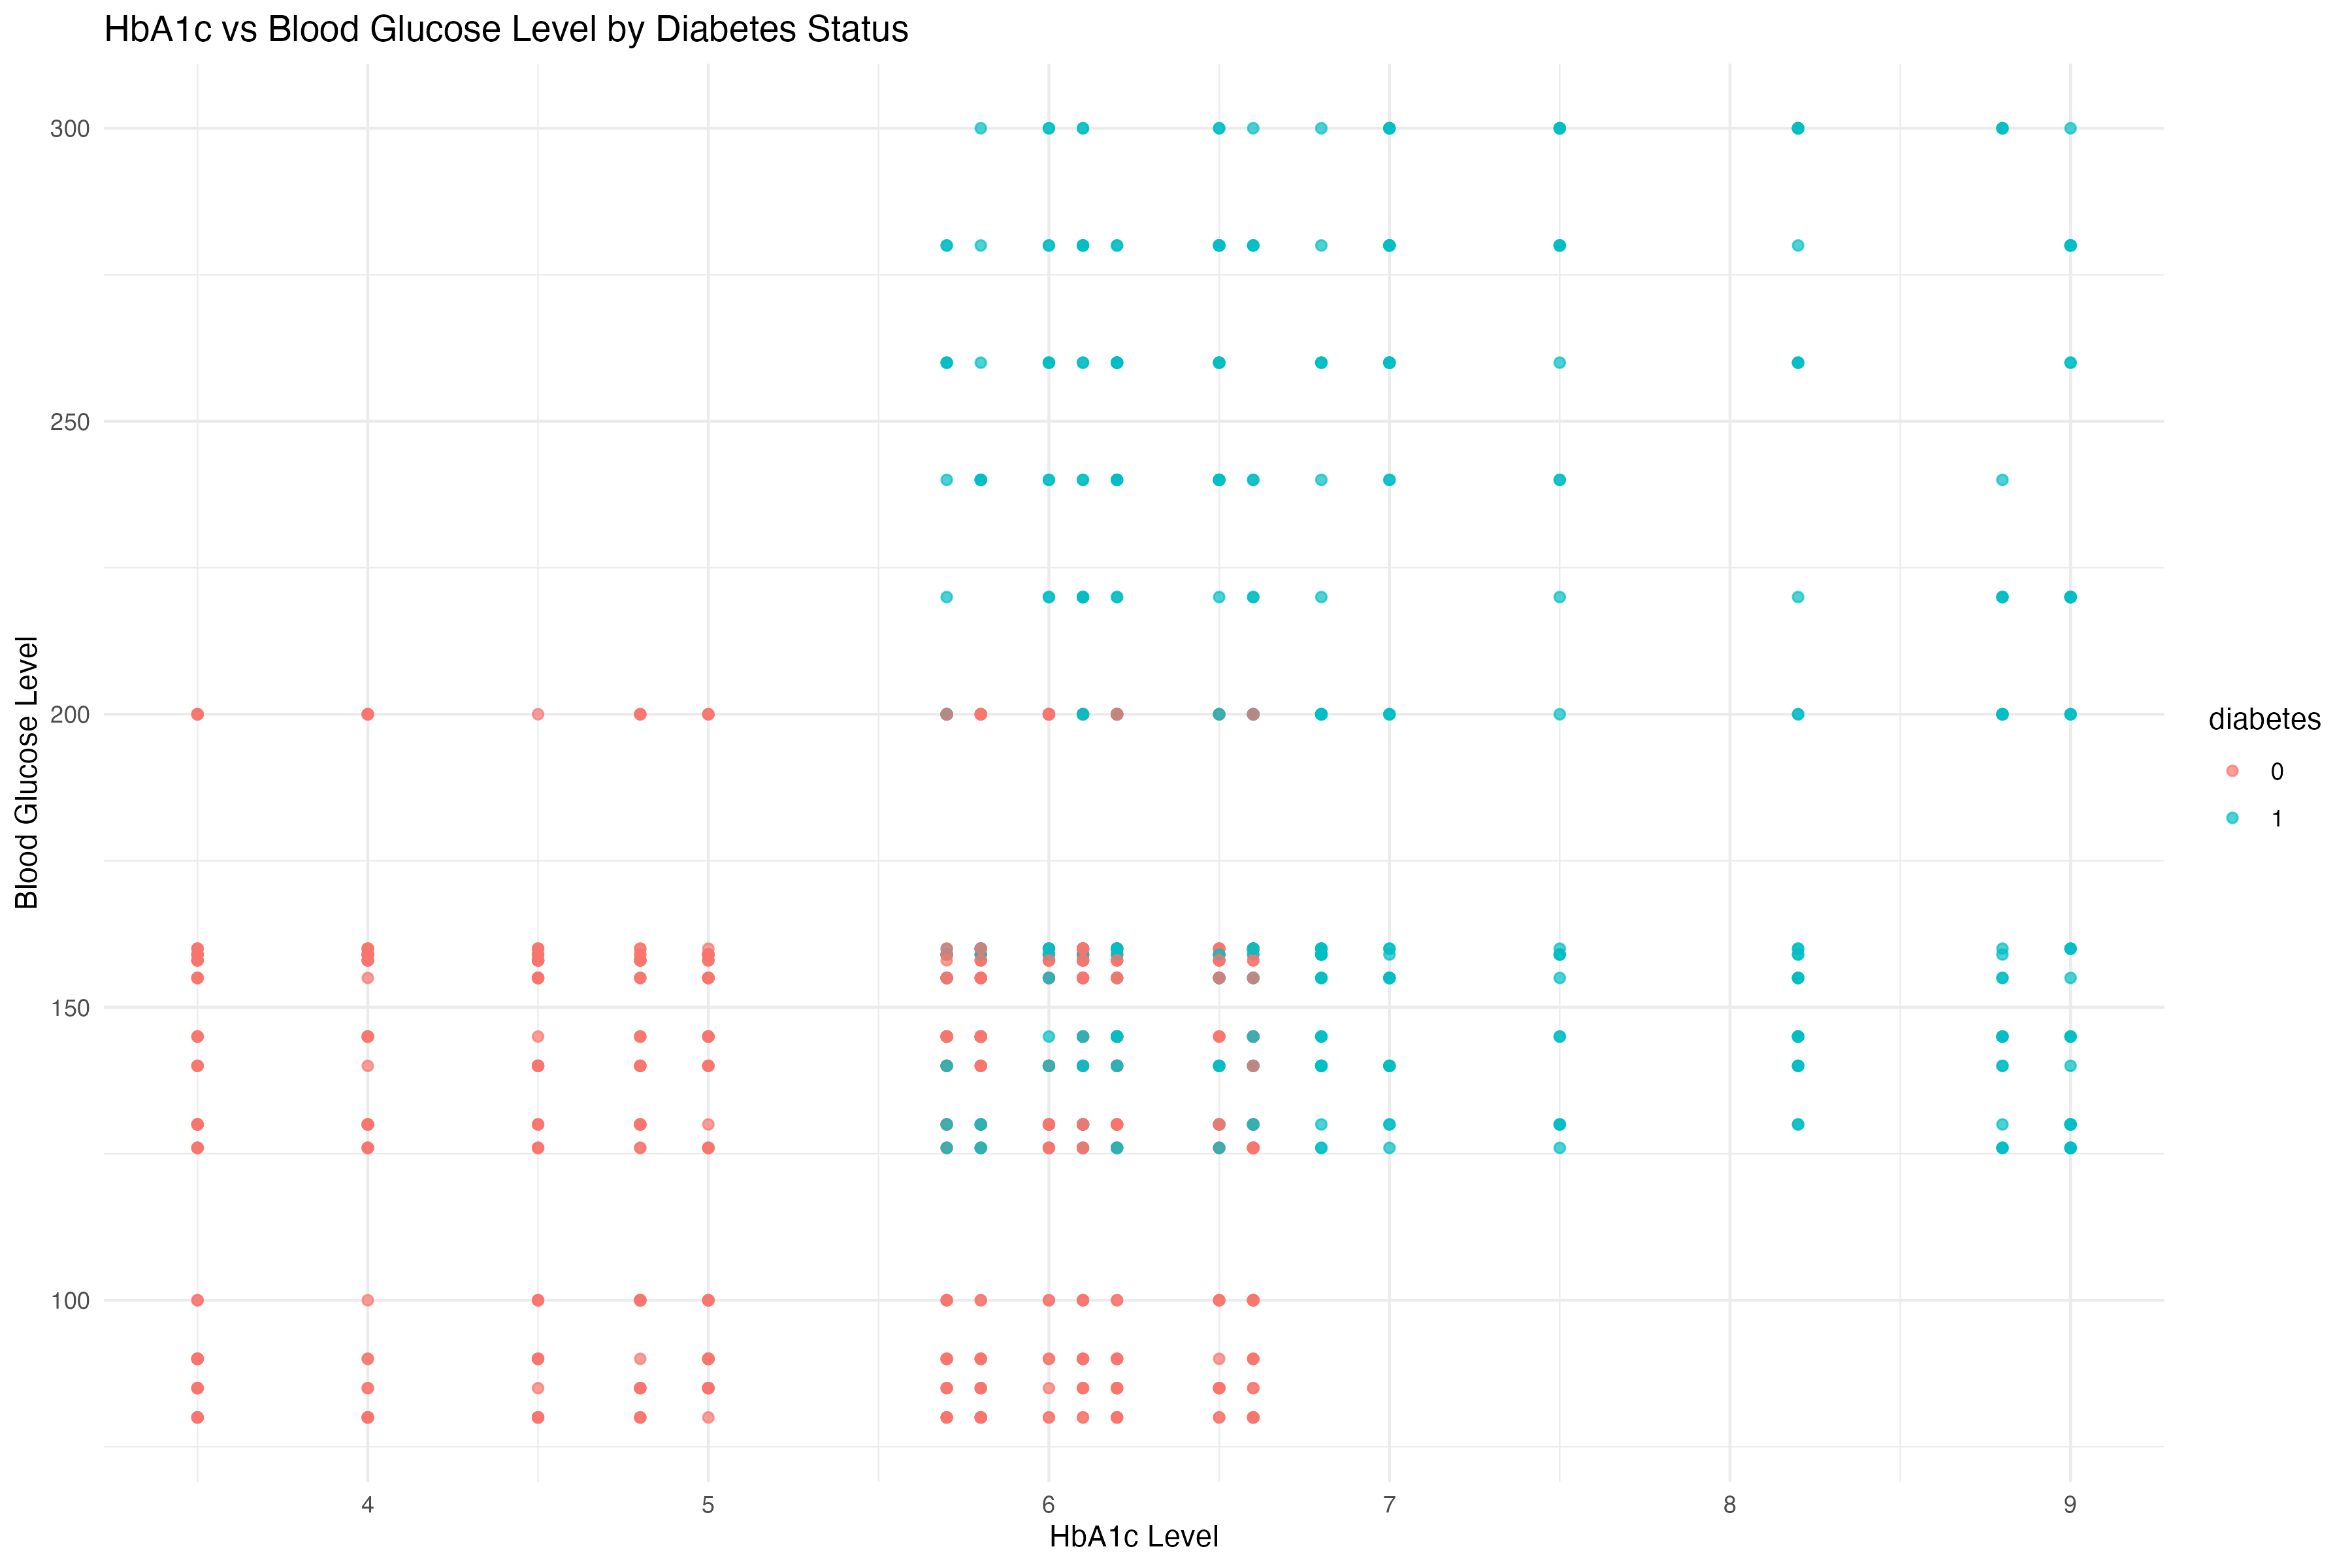 HbA1c vs Blood Glucose Level by Diabetes Status
300
250
200
150
100
Blood Glucose Level
4 5 6 7 8 9
HbA1c Level
diabetes
0
1